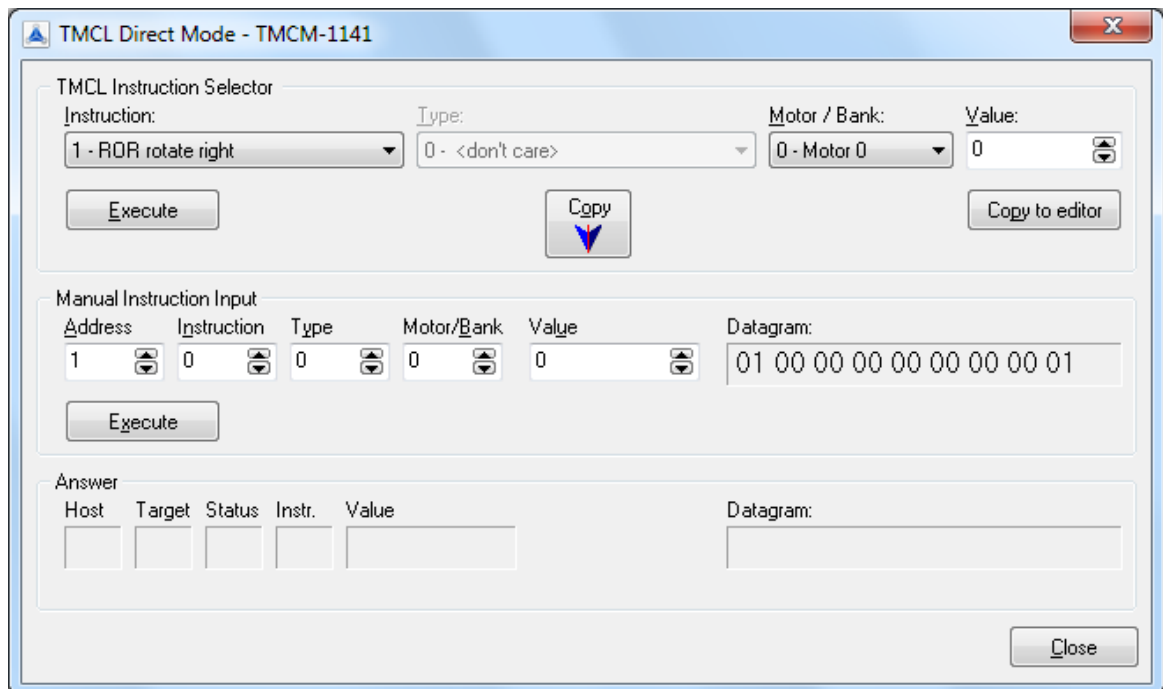 TMCL Direct Mode - TMCM-1141
TMCL Instruction Selector
Instruction: Type: Motor / Bank: Value:
1 - ROR rotate right 0 - <don't care> 0 - Motor 0 0
Execute Copy Copy to editor
Manual Instruction Input
Address Instruction Type Motor/Bank Value Datagram:
1 0 0 0 0 01 00 00 00 00 00 00 00 01
Execute
Answer
Host Target Status Instr. Value Datagram:
Close